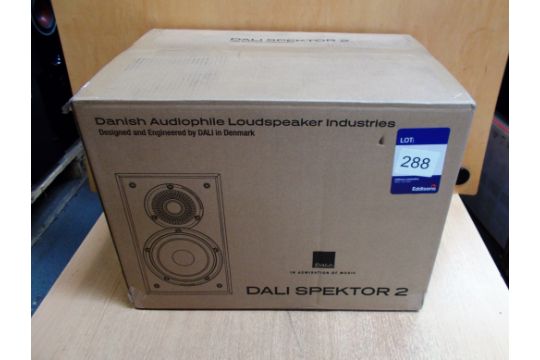 DALI SPEKTOR 2
Danish Audiophile Loudspeaker Industries
Designed and Engineered by DALI in Denmark
LOT:
288
Eddisons
DALI
IN ADMIRATION OF MUSIC
DALI SPEKTOR 2